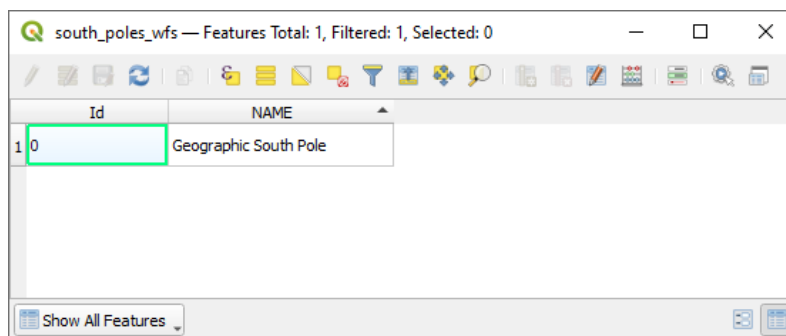 south_poles_wfs — Features Total: 1, Filtered: 1, Selected: 0
Id NAME
1 0 Geographic South Pole
Show All Features